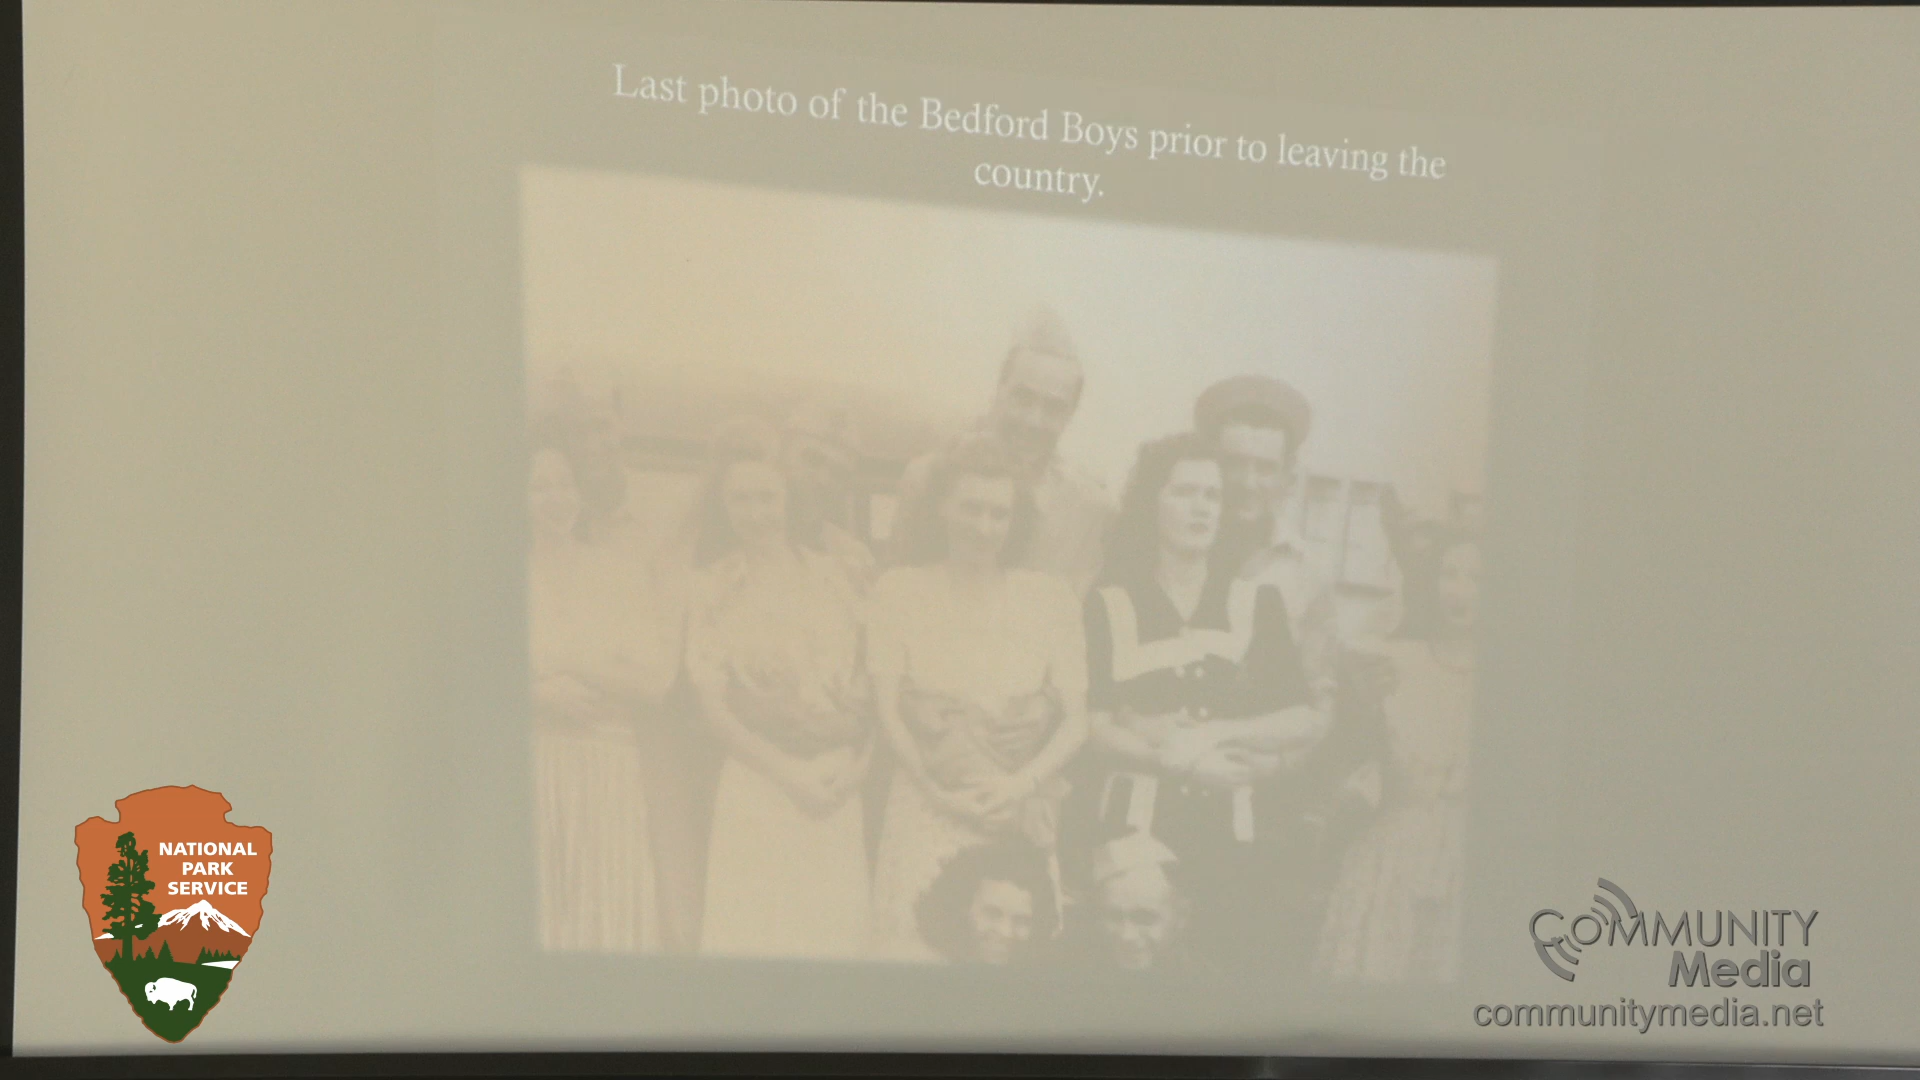 Last photo of the Bedford Boys prior to leaving the
country.
NATIONAL
PARK
SERVICE
COMMUNITY
Media
communitymedia.net